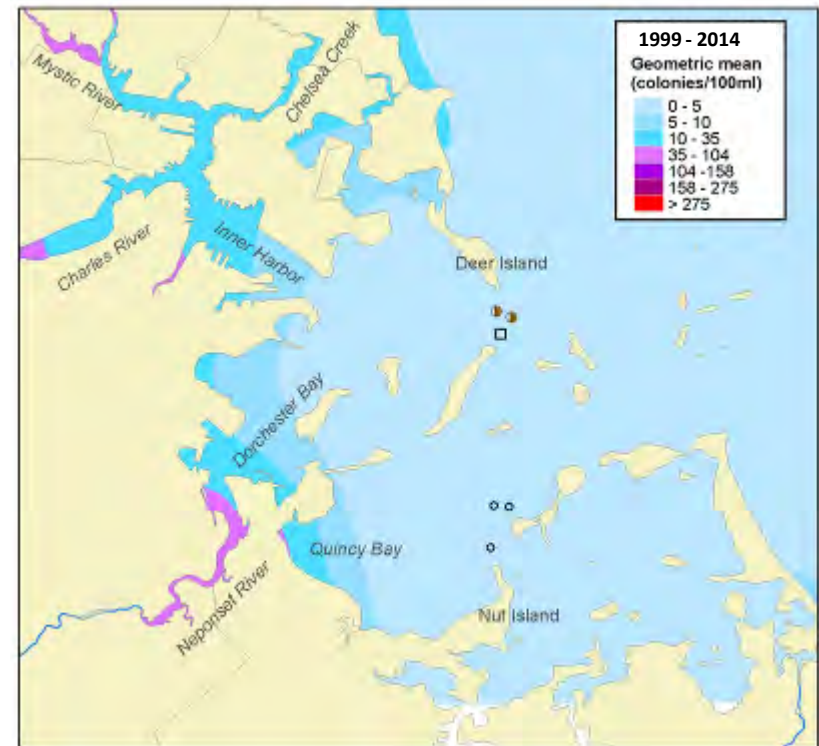 1999 - 2014
Geometric mean
(colonies/100ml)
0 - 5
5 - 10
10 - 35
35 - 104
104 -158
158 - 275
> 275
Mystic River
Chelsea Creek
Charles River
Inner Harbor
Deer Island
Dorchester Bay
Quincy Bay
Neponset River
Nut Island